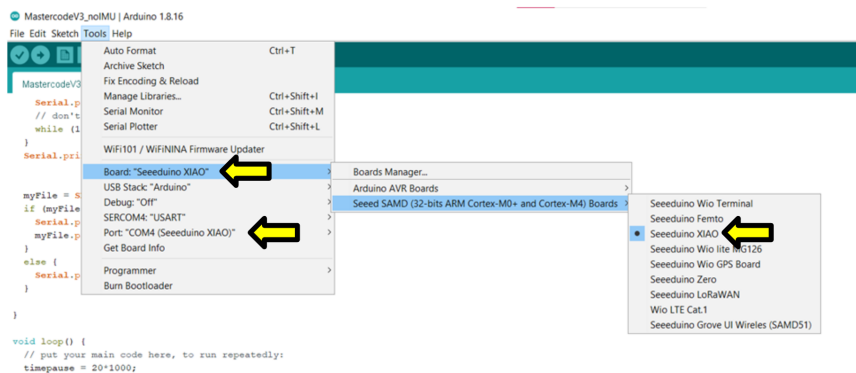 MastercodeV3_noIMU | Arduino 1.8.16
File Edit Sketch Tools Help
MastercodeV3
Auto Format Ctrl+T
Archive Sketch
Fix Encoding & Reload
Manage Libraries... Ctrl+Shift+I
Serial Monitor Ctrl+Shift+M
Serial Plotter Ctrl+Shift+L
WiFi101 / WiFiNINA Firmware Updater
Board: "Seeeduino XIAO"
USB Stack: "Arduino"
Debug: "Off"
SERCOM4: "USART"
Port: "COM4 (Seeeduino XIAO)"
Get Board Info
Programmer
Burn Bootloader
Boards Manager...
Arduino AVR Boards
Seeed SAMD (32-bits ARM Cortex-M0+ and Cortex-M4) Boards
Seeeduino Wio Terminal
Seeeduino Femto
Seeeduino XIAO
Seeeduino Wio lite MG126
Seeeduino Wio GPS Board
Seeeduino Zero
Seeeduino LoRaWAN
Wio LTE Cat.1
Seeeduino Grove UI Wireles (SAMD51)
Serial.p
// don't
while (1
}
Serial.pri
myFile = S
if (myFile
Serial.p
myFile.p
}
else {
Serial.p
}
}
void loop() {
// put your main code here, to run repeatedly:
timepause = 20*1000;